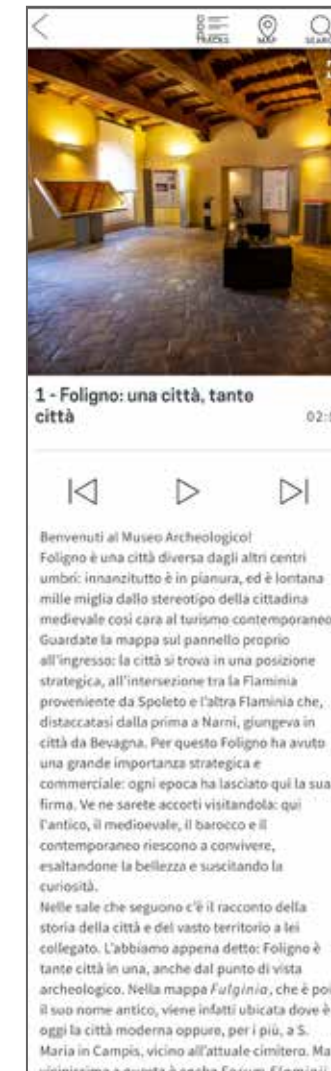 TRACKS MAP SEARCH
1 - Foligno: una città, tante
città
02:
Benvenuti al Museo Archeologico!
Foligno è una città diversa dagli altri centri
umbri: innanzitutto è in pianura, ed è lontana
mille miglia dallo stereotipo della cittadina
medievale così cara al turismo contemporaneo
Guardate la mappa sul pannello proprio
all'ingresso: la città si trova in una posizione
strategica, all'intersezione tra la Flaminia
proveniente da Spoleto e l'altra Flaminia che,
distaccatasi dalla prima a Narni, giungeva in
città da Bevagna. Per questo Foligno ha avuto
una grande importanza strategica e
commerciale: ogni epoca ha lasciato qui la sua
firma. Ve ne sarete accorti visitandola: qui
l'antico, il medioevale, il barocco e il
contemporaneo riescono a convivere,
esaltandone la bellezza e suscitando la
curiosità.
Nelle sale che seguono c'è il racconto della
storia della città e del vasto territorio a lei
collegato. L'abbiamo appena detto: Foligno è
tante città in una, anche dal punto di vista
archeologico. Nella mappa Fulginia, che è poi
il suo nome antico, viene infatti ubicata dove è
oggi la città moderna oppure, per i più, a S.
Maria in Campis, vicino all'attuale cimitero. Ma
vicinissima a questa è anche Forum Flaminii